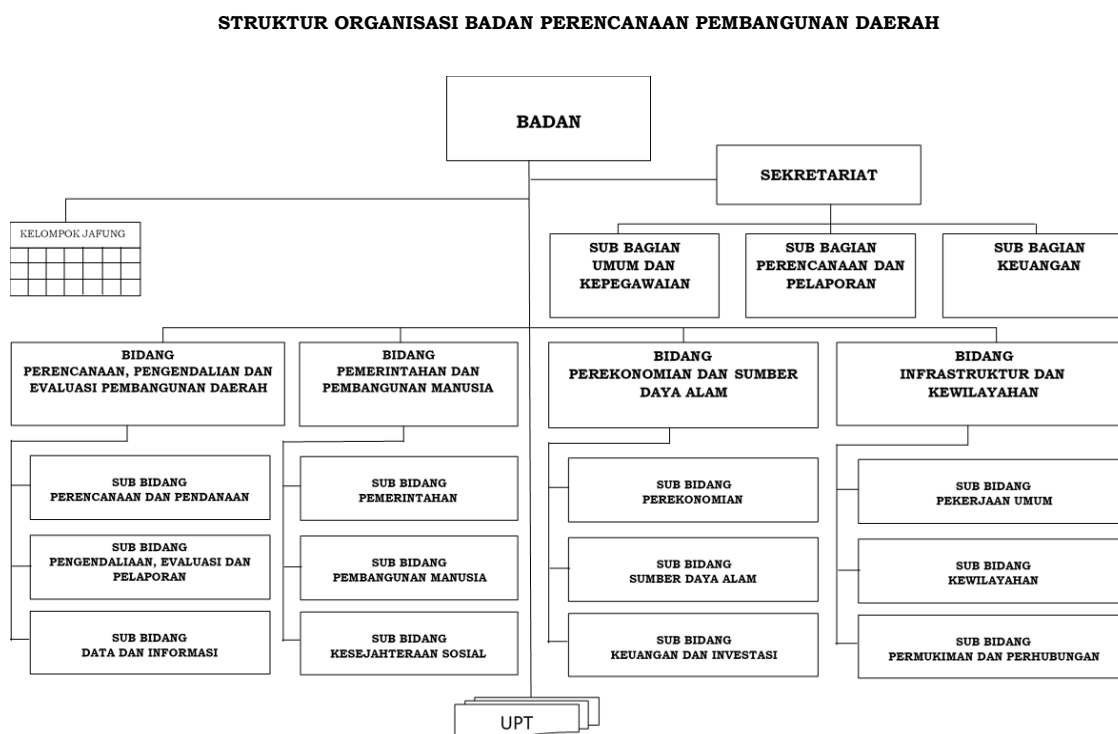 STRUKTUR ORGANISASI BADAN PERENCANAAN PEMBANGUNAN DAERAH
BADAN
SEKRETARIAT
KELOMPOK JAFUNG
SUB BAGIAN
UMUM DAN
KEPEGAWAIAN
SUB BAGIAN
PERENCANAAN DAN
PELAPORAN
SUB BAGIAN
KEUANGAN
BIDANG
PERENCANAAN, PENGENDALIAN DAN
EVALUASI PEMBANGUNAN DAERAH
BIDANG
PEMERINTAHAN DAN
PEMBANGUNAN MANUSIA
BIDANG
PEREKONOMIAN DAN SUMBER
DAYA ALAM
BIDANG
INFRASTRUKTUR DAN
KEWILAYAHAN
SUB BIDANG
PERENCANAAN DAN PENDANAAN
SUB BIDANG
PENGENDALIAAN, EVALUASI DAN
PELAPORAN
SUB BIDANG
DATA DAN INFORMASI
SUB BIDANG
PEMERINTAHAN
SUB BIDANG
PEMBANGUNAN MANUSIA
SUB BIDANG
KESEJAHTERAAN SOSIAL
SUB BIDANG
PEREKONOMIAN
SUB BIDANG
SUMBER DAYA ALAM
SUB BIDANG
KEUANGAN DAN INVESTASI
SUB BIDANG
PEKERJAAN UMUM
SUB BIDANG
KEWILAYAHAN
SUB BIDANG
PERMUKIMAN DAN PERHUBUNGAN
UPT